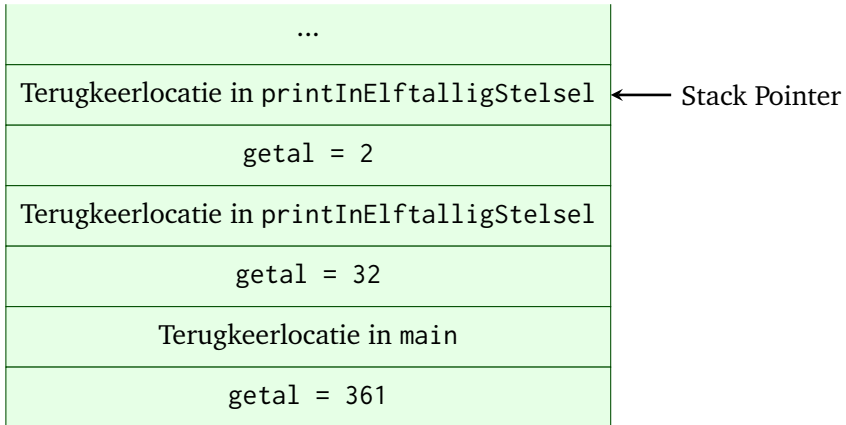 ...
Terugkeerlocatie in printInElftalligStelsel
Stack Pointer
getal = 2
Terugkeerlocatie in printInElftalligStelsel
getal = 32
Terugkeerlocatie in main
getal = 361